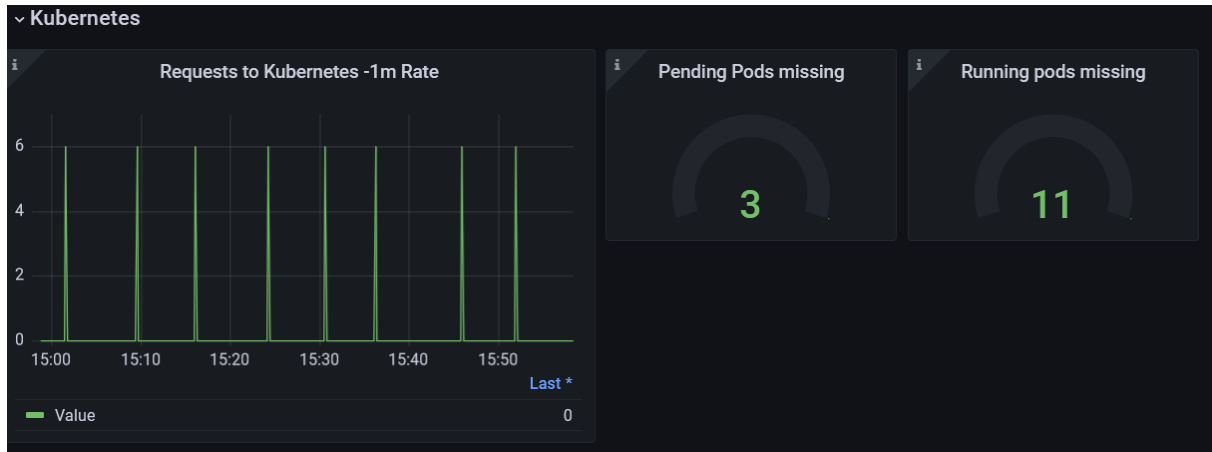 Kubernetes
i
Requests to Kubernetes -1m Rate
6
4
2
0
15:00 15:10 15:20 15:30 15:40 15:50
Last *
Value 0
i
Pending Pods missing
3
i
Running pods missing
11